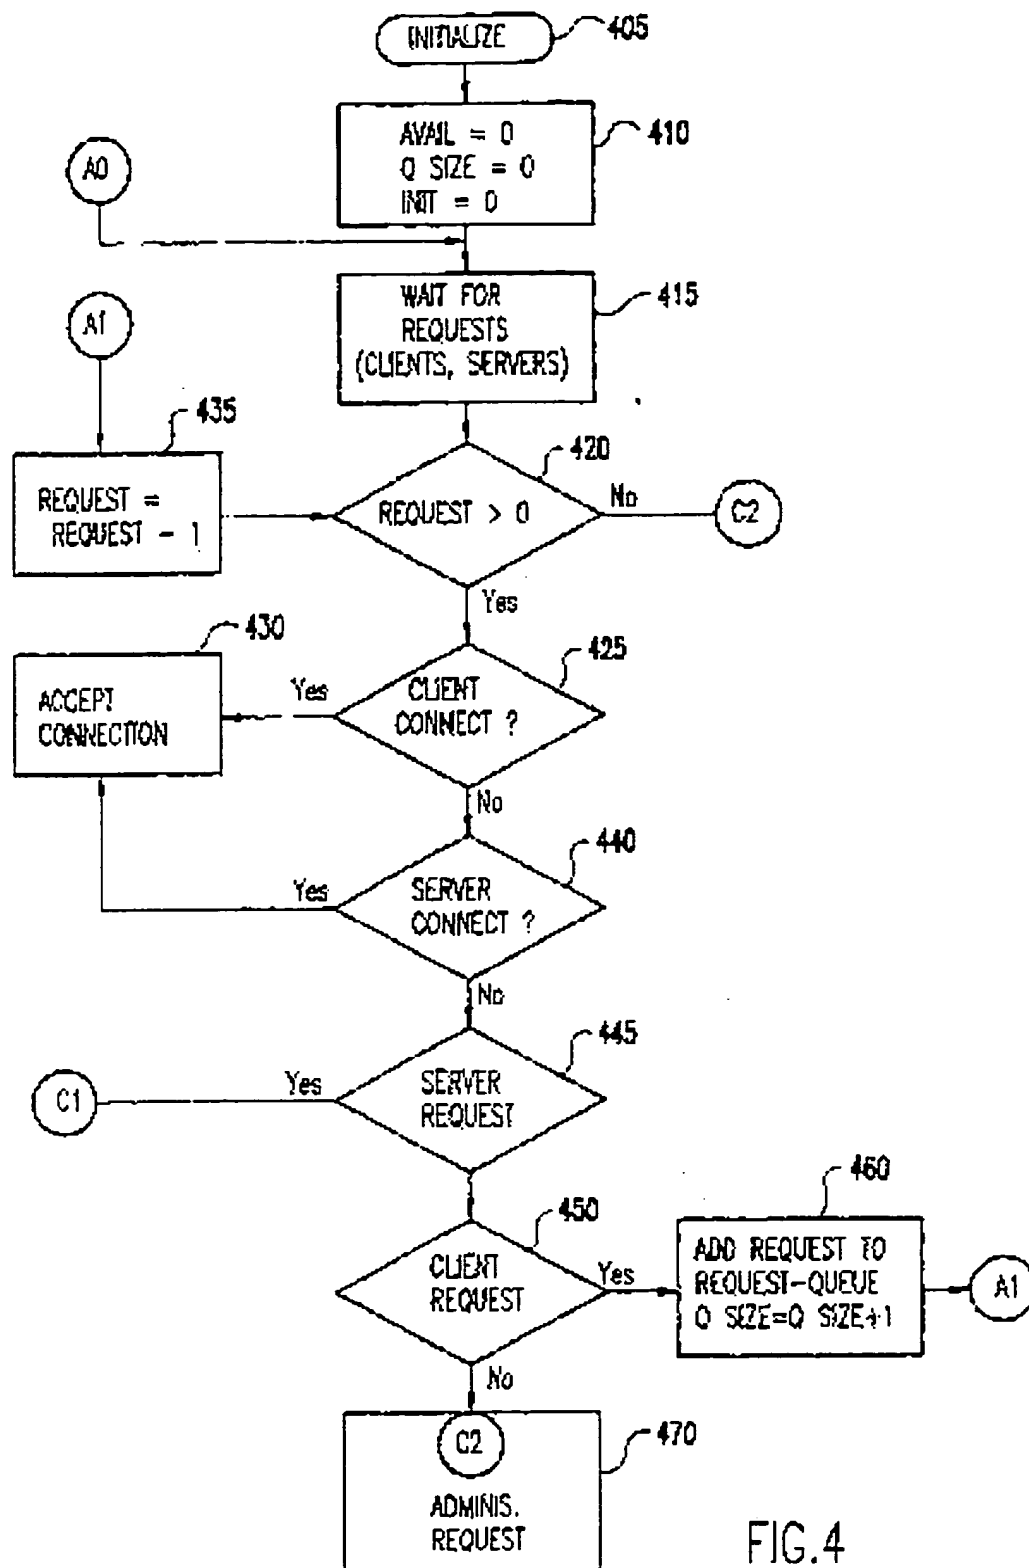 INITIALIZE
405
AVAIL = 0
Q SIZE = 0
INIT = 0
410
A0
WAIT FOR
REQUESTS
(CLIENTS, SERVERS)
415
A1
435
REQUEST =
REQUEST - 1
420
REQUEST > 0
No
C2
Yes
430
ACCEPT
CONNECTION
Yes
425
CLIENT
CONNECT ?
No
440
Yes
SERVER
CONNECT ?
No
445
C1
Yes
SERVER
REQUEST
450
CLIENT
REQUEST
Yes
460
ADD REQUEST TO
REQUEST-QUEUE
Q SIZE=Q SIZE+1
A1
No
C2
470
ADMINIS.
REQUEST
FIG.4